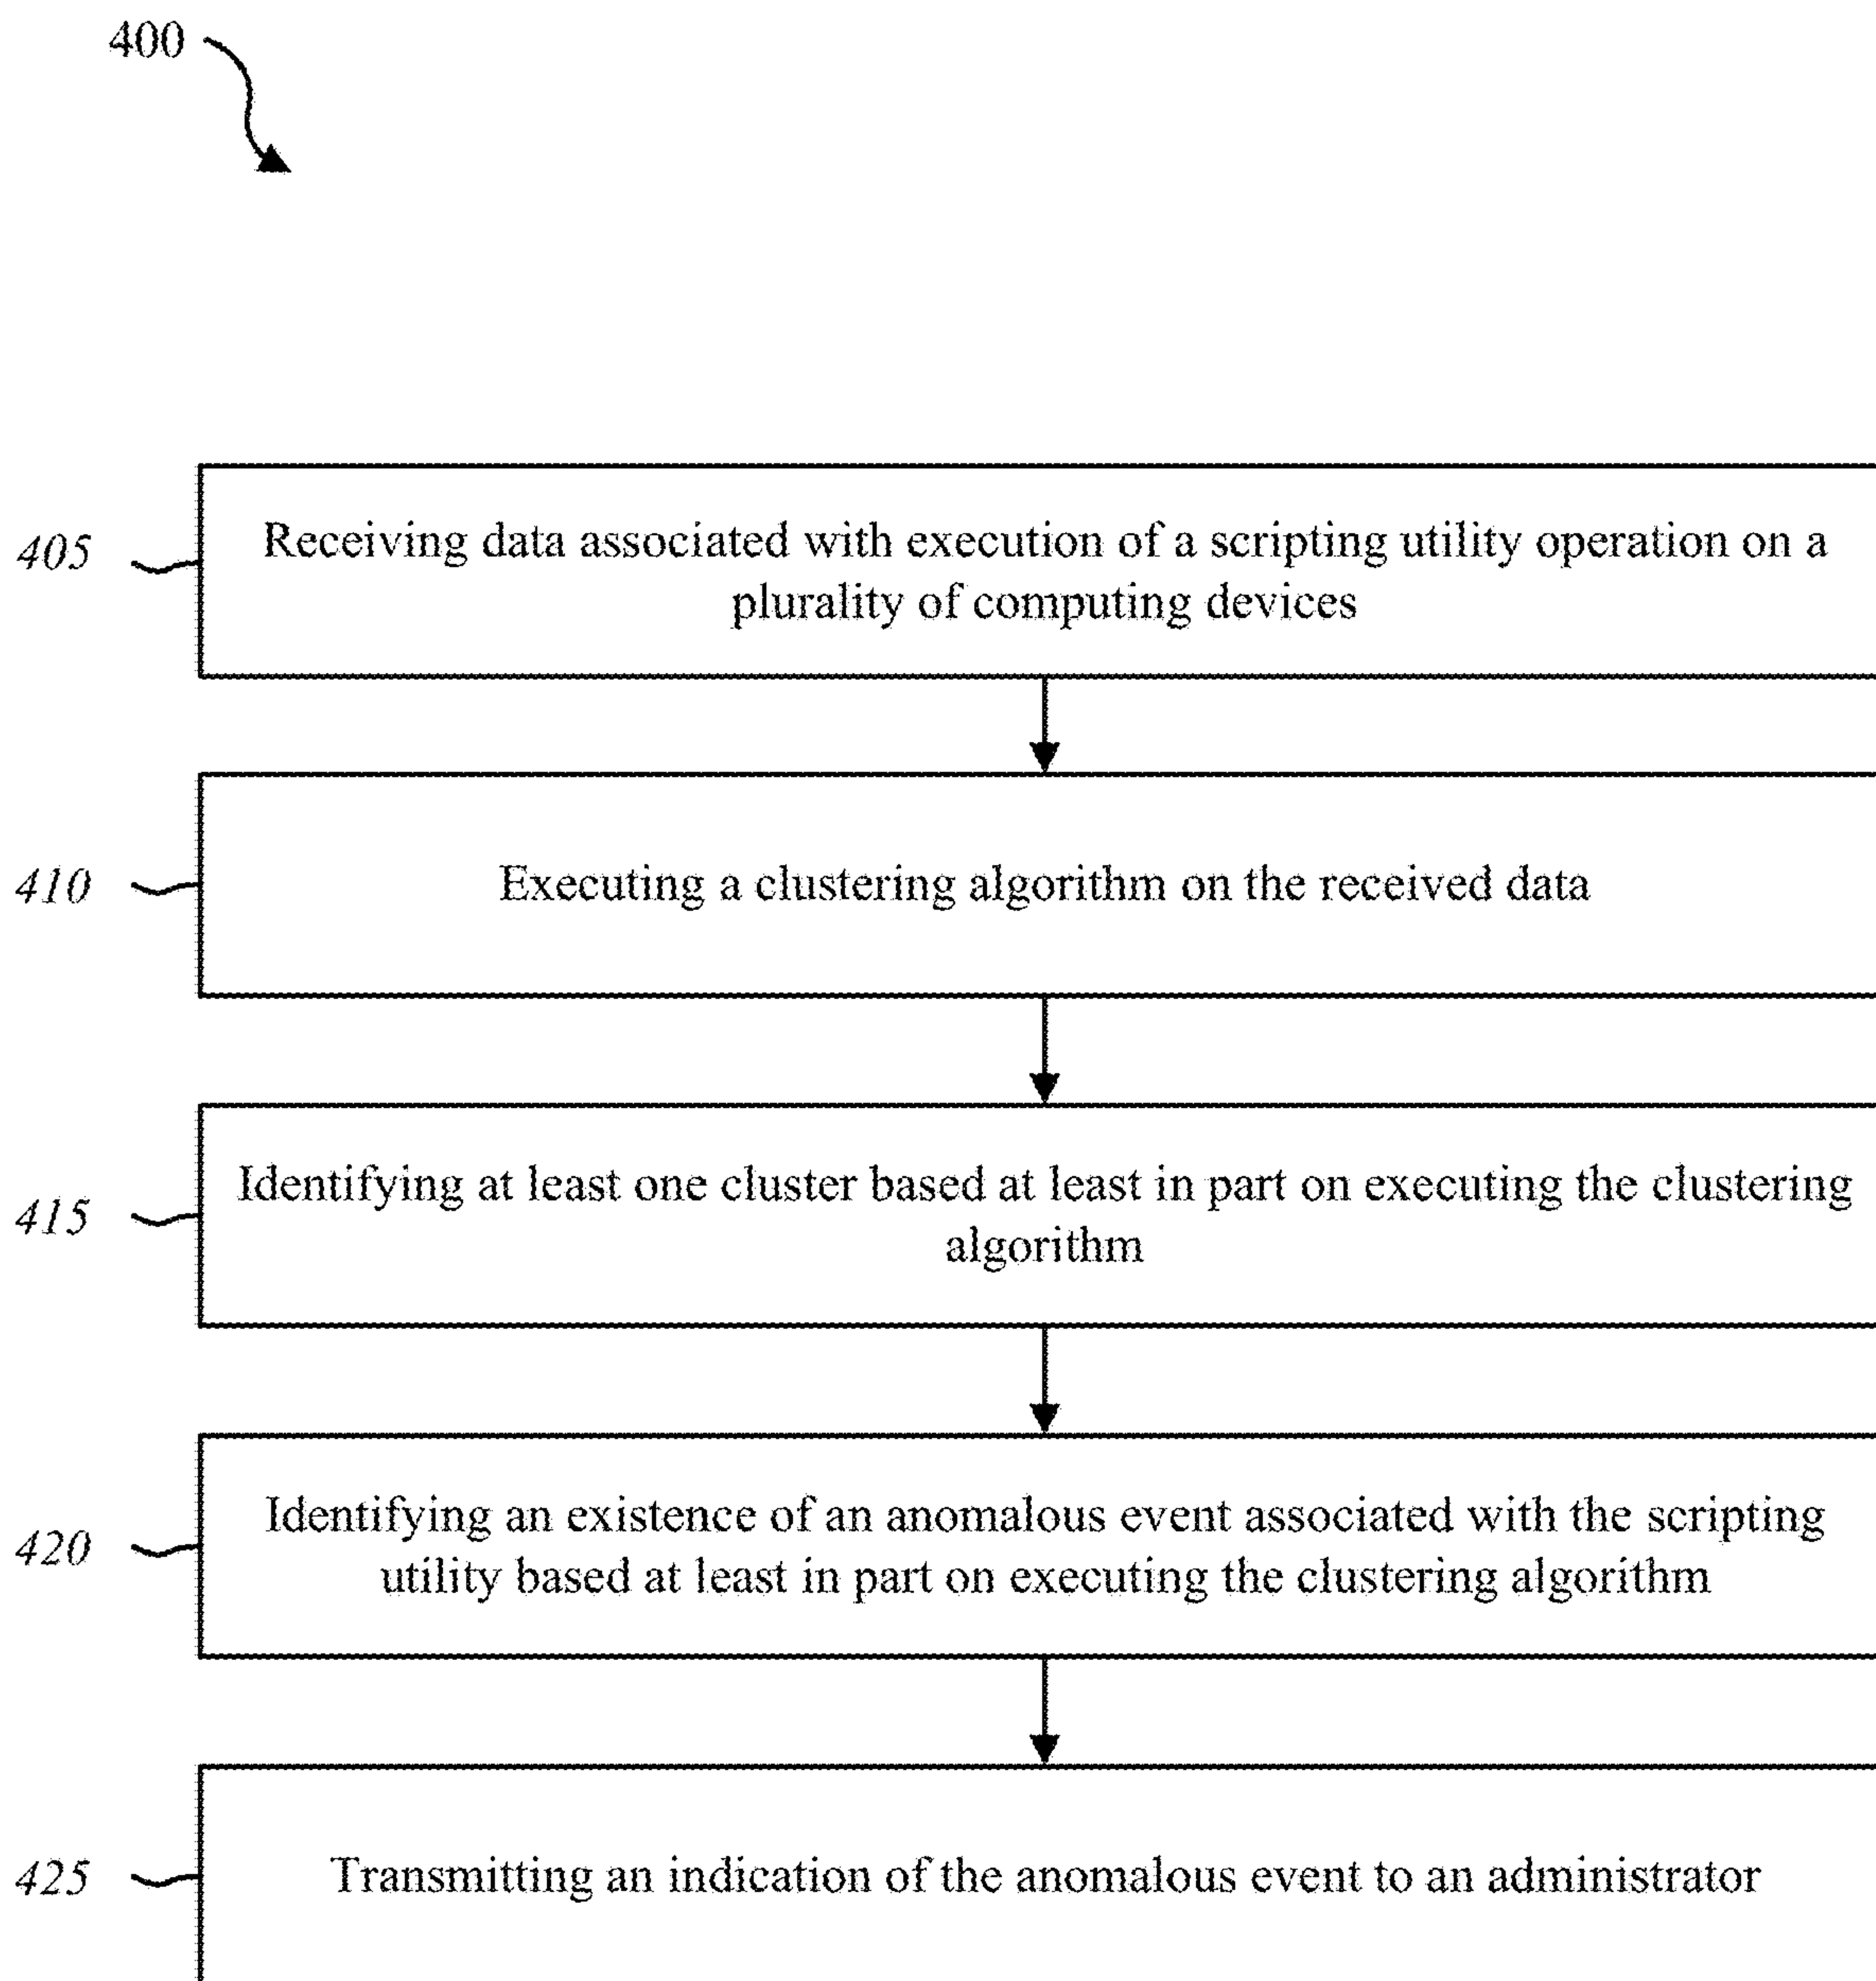 400
405
Receiving data associated with execution of a scripting utility operation on a
plurality of computing devices
410
Executing a clustering algorithm on the received data
415
Identifying at least one cluster based at least in part on executing the clustering
algorithm
420
Identifying an existence of an anomalous event associated with the scripting
utility based at least in part on executing the clustering algorithm
425
Transmitting an indication of the anomalous event to an administrator